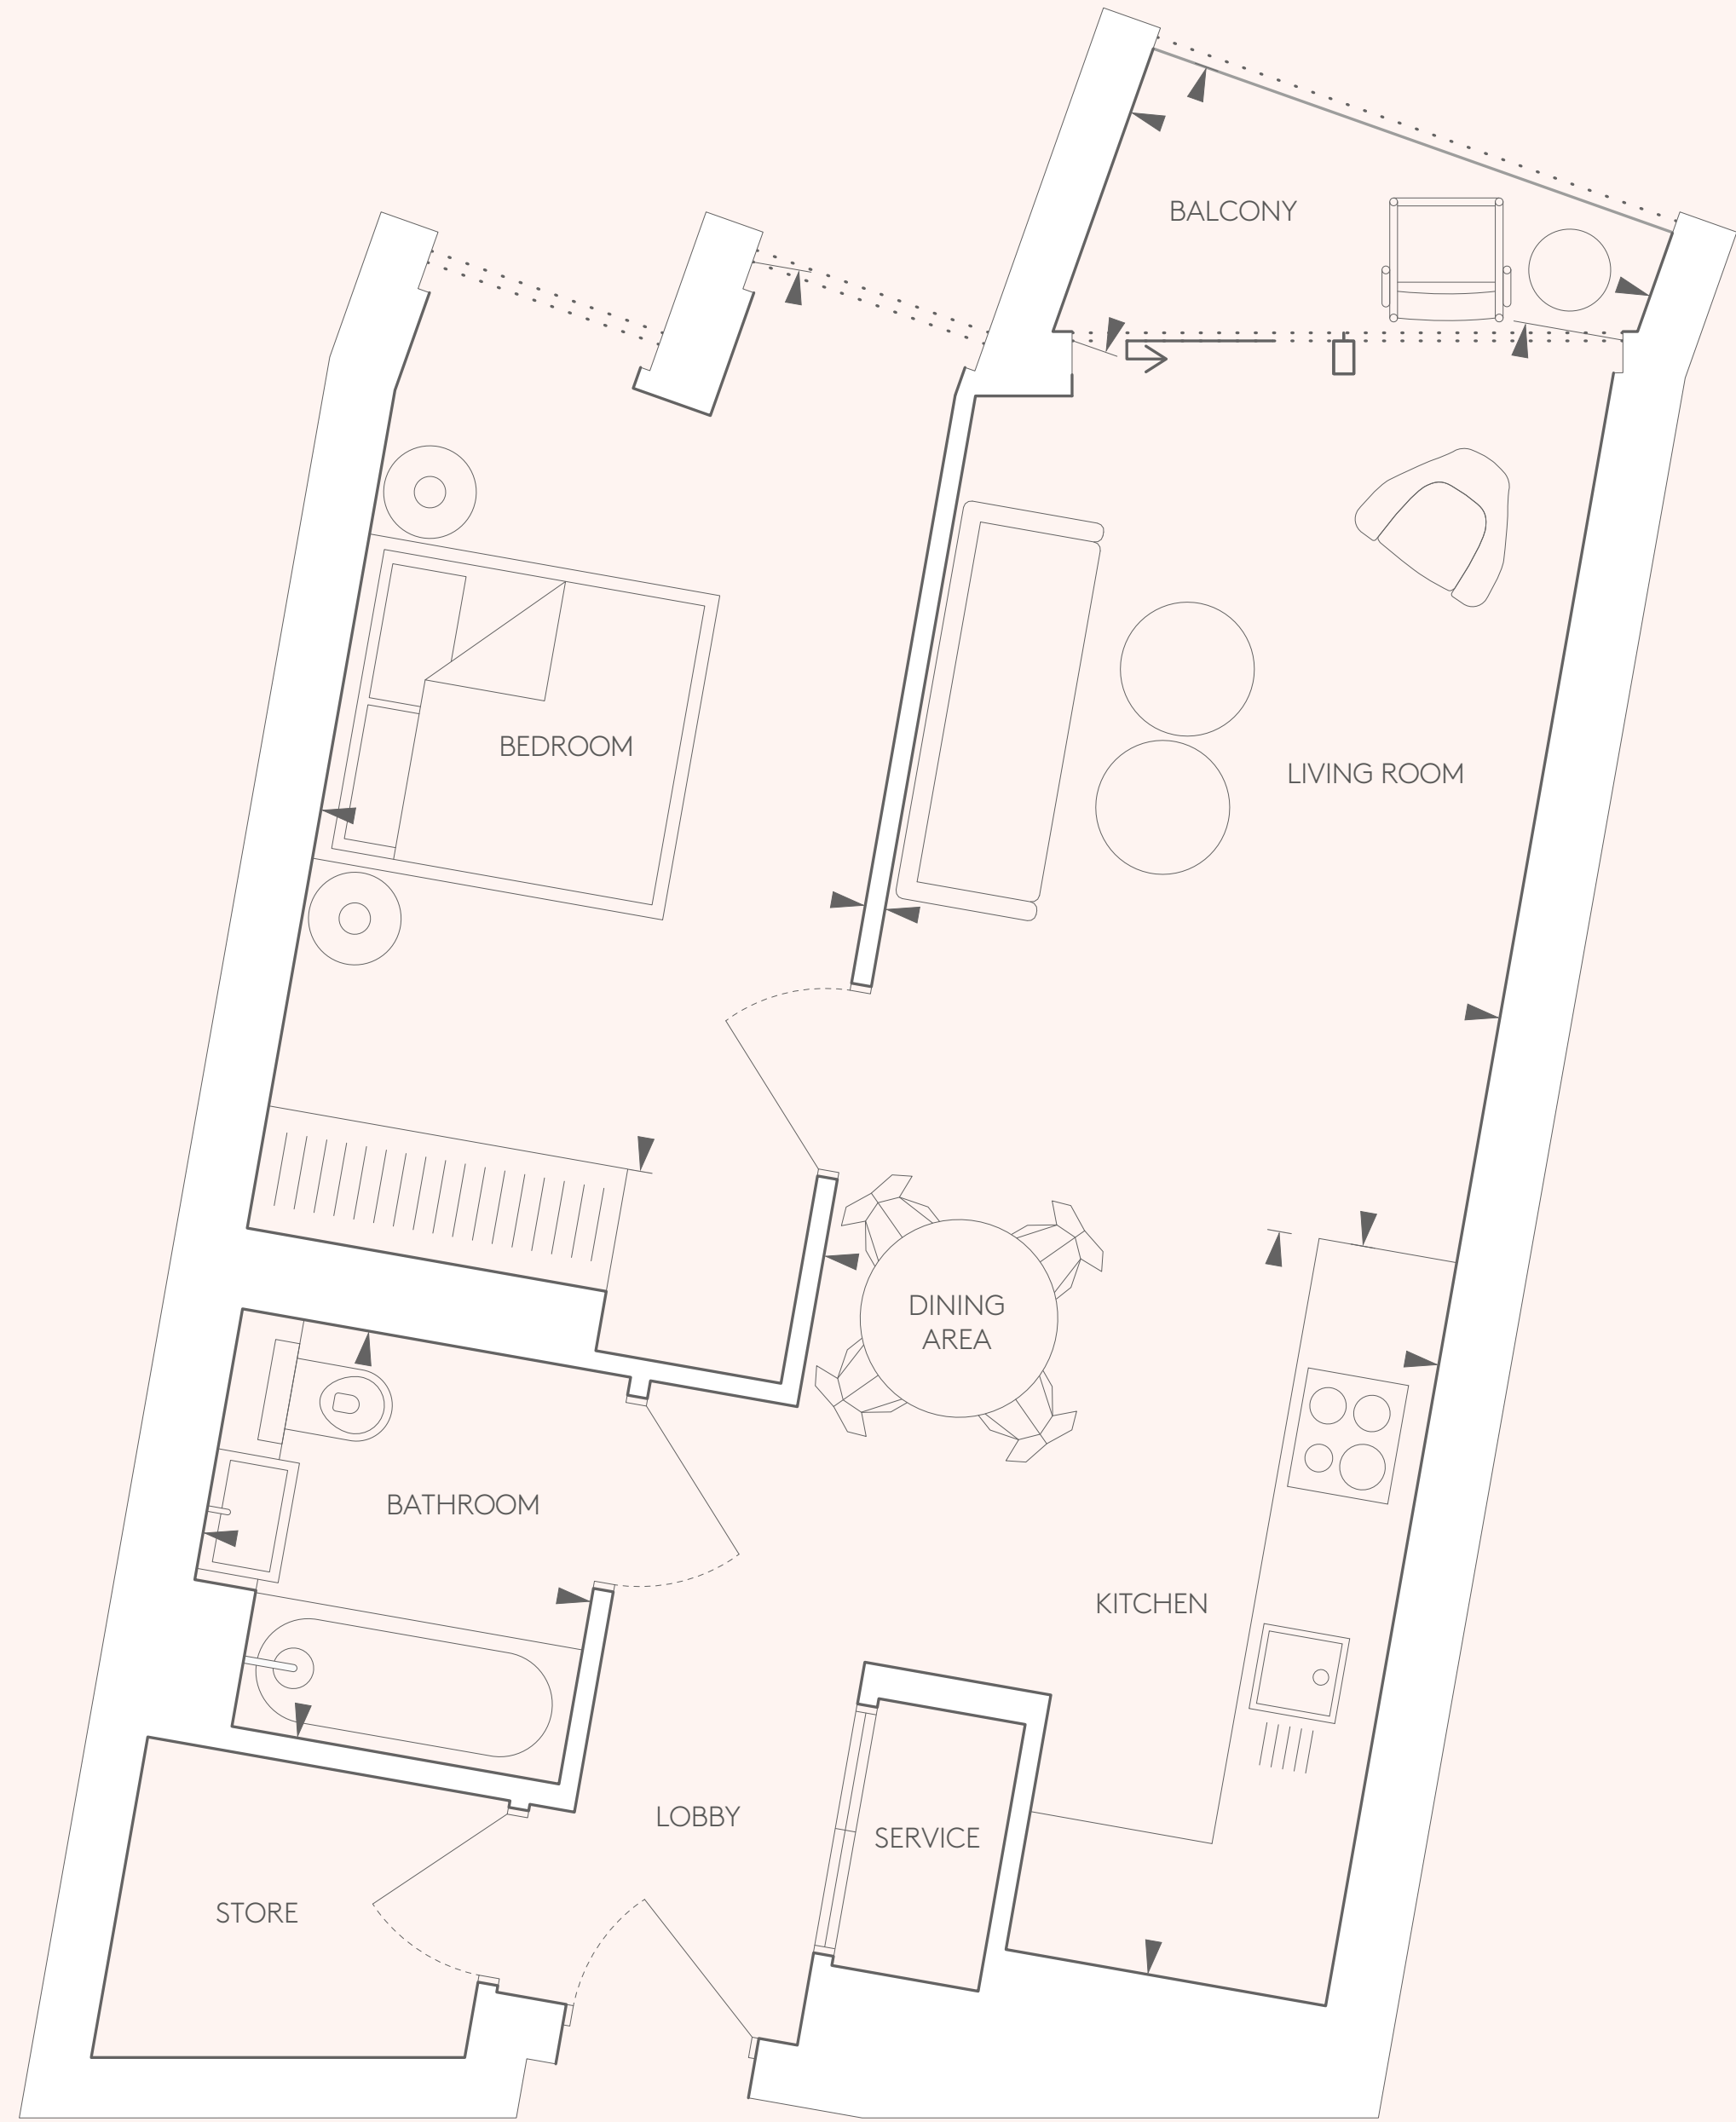 BALCONY
BEDROOM
LIVING ROOM
DINING
AREA
BATHROOM
KITCHEN
LOBBY
SERVICE
STORE